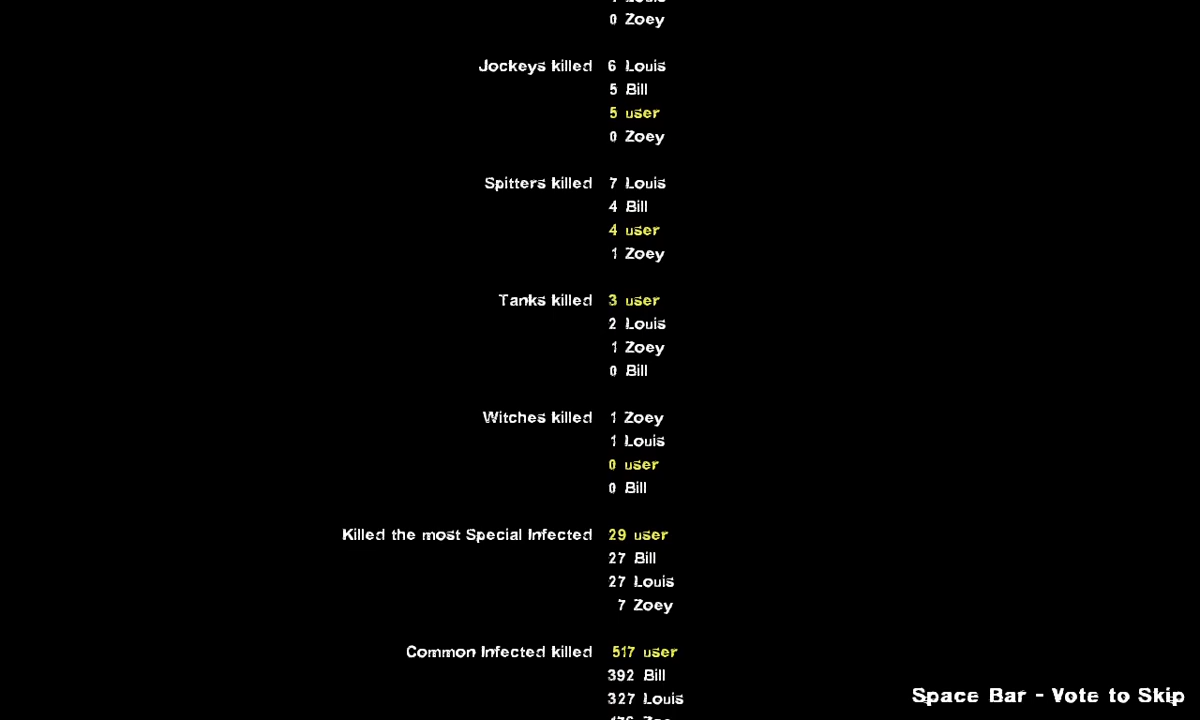 0 Zoey
Jockeys killed 6 Louis
5 Bill
5 user
0 Zoey
Spitters killed 7 Louis
4 Bill
4 user
1 Zoey
Tanks killed 3 user
2 Louis
1 Zoey
0 Bill
Witches killed 1 Zoey
1 Louis
0 user
0 Bill
Killed the most Special Infected 29 user
27 Bill
27 Louis
7 Zoey
Common Infected killed 517 user
392 Bill
327 Louis
Space Bar - Vote to Skip